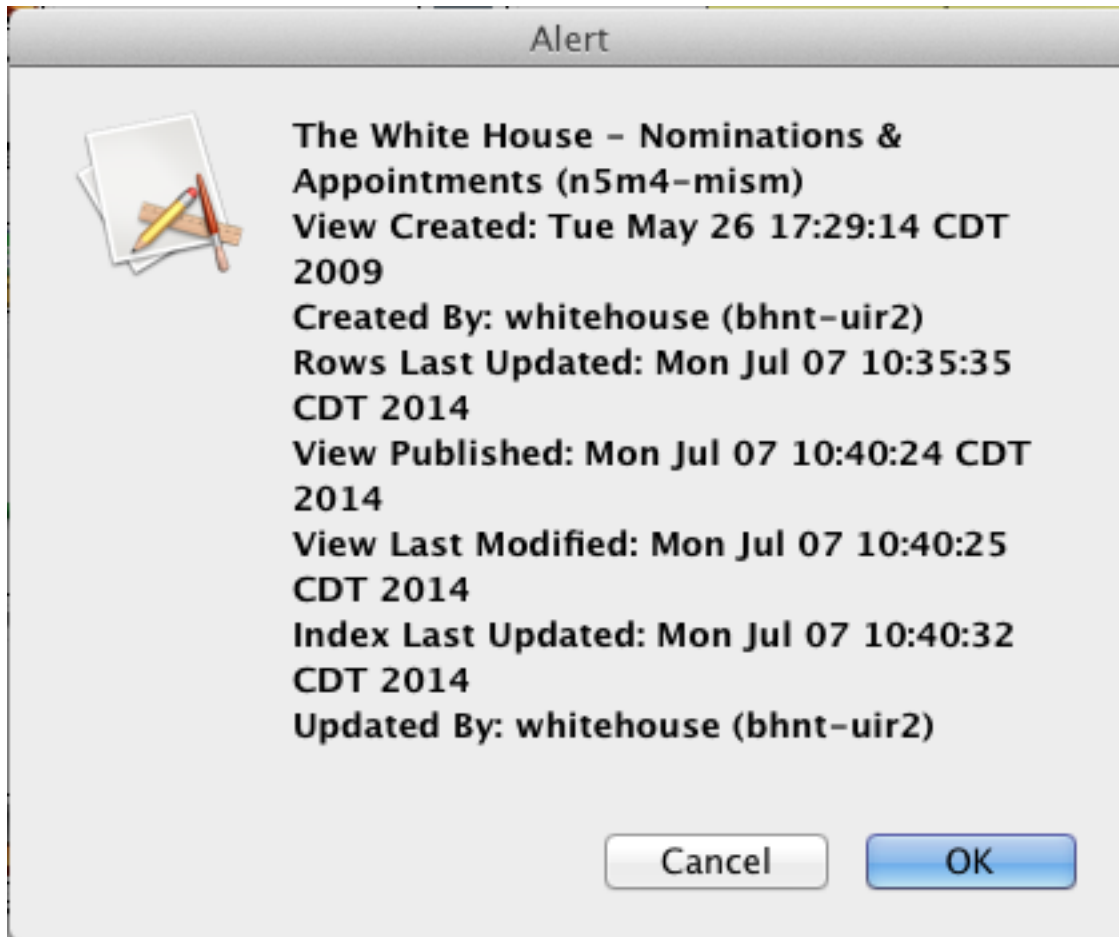 Alert
The White House – Nominations &
Appointments (n5m4–mism)
View Created: Tue May 26 17:29:14 CDT
2009
Created By: whitehouse (bhnt–uir2)
Rows Last Updated: Mon Jul 07 10:35:35
CDT 2014
View Published: Mon Jul 07 10:40:24 CDT
2014
View Last Modified: Mon Jul 07 10:40:25
CDT 2014
Index Last Updated: Mon Jul 07 10:40:32
CDT 2014
Updated By: whitehouse (bhnt–uir2)
Cancel OK